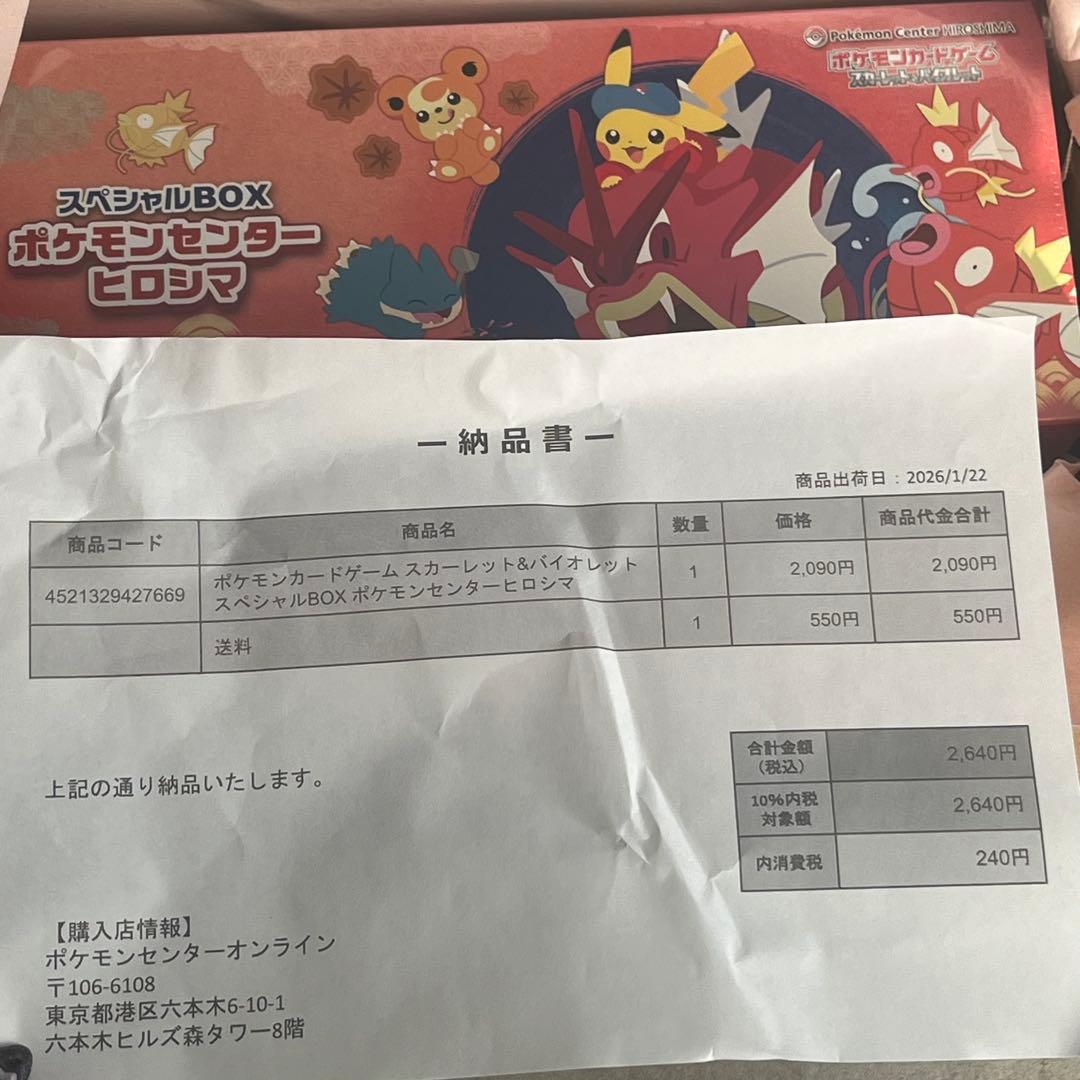 Pokémon Center HIROSHIMA
ポケモンカードゲーム
スカーレット&バイオレット
スペシャルBOX
ポケモンセンター
ヒロシマ
ー納品書ー
商品出荷日：2026/1/22
商品コード 商品名 数量 価格 商品代金合計
4521329427669 ポケモンカードゲーム スカーレット&バイオレット 1 2,090円 2,090円
スペシャルBOX ポケモンセンターヒロシマ
送料 1 550円 550円
合計金額 2,640円
（税込）
10%内税 2,640円
対象額
内消費税 240円
上記の通り納品いたします。
【購入店情報】
ポケモンセンターオンライン
〒106-6108
東京都港区六本木6-10-1
六本木ヒルズ森タワー8階